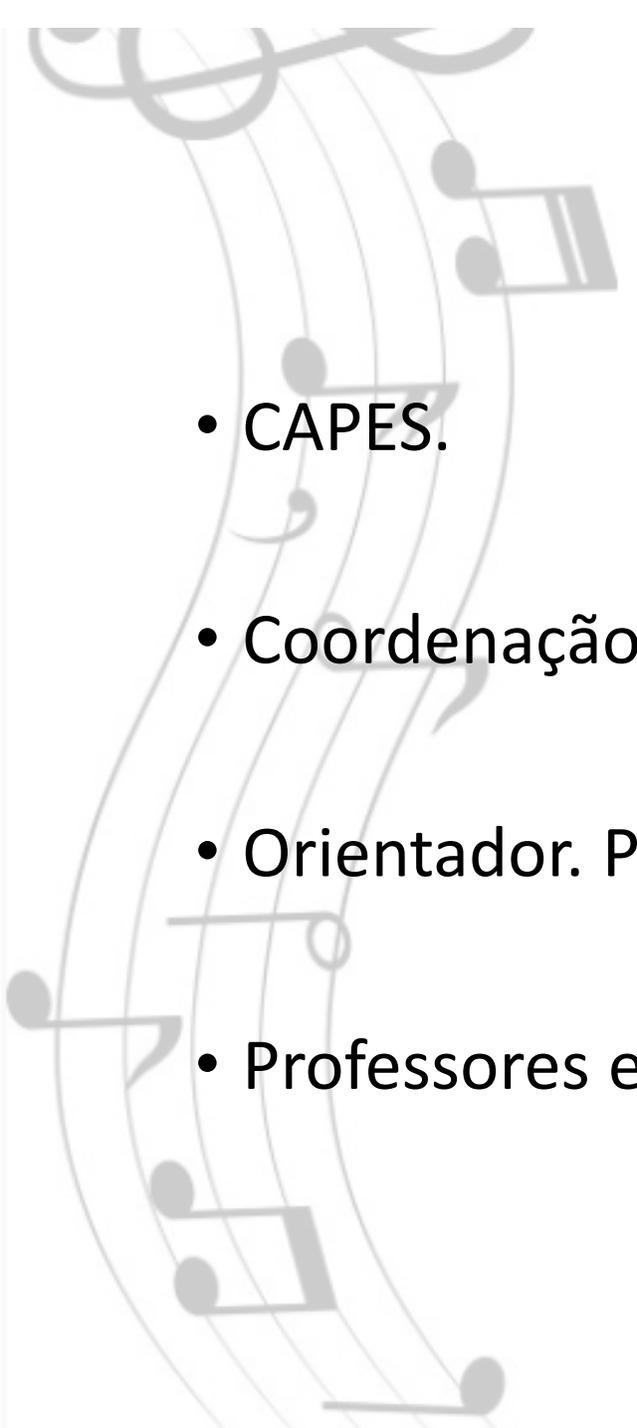 • CAPES.
• Coordenação
• Orientador. P
• Professores e